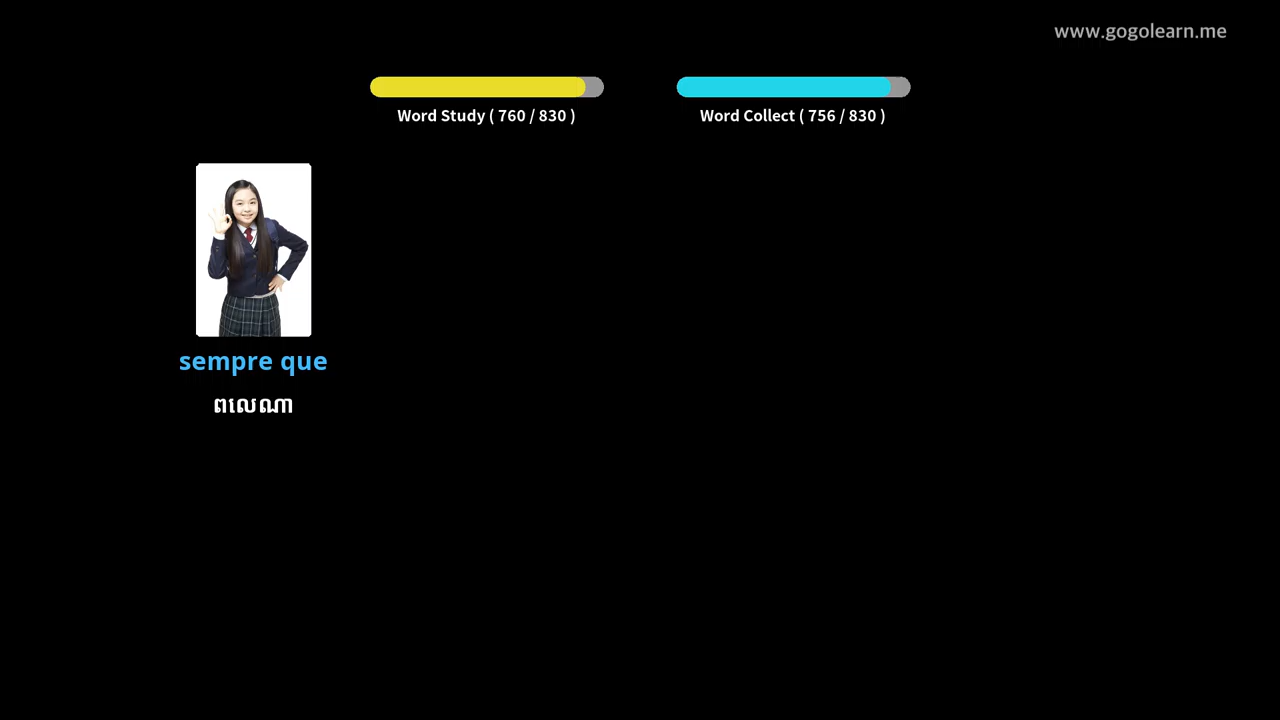 www.gogolearn.me
Word Study ( 760 / 830 )
Word Collect ( 756 / 830 )
sempre que
ពលេណា